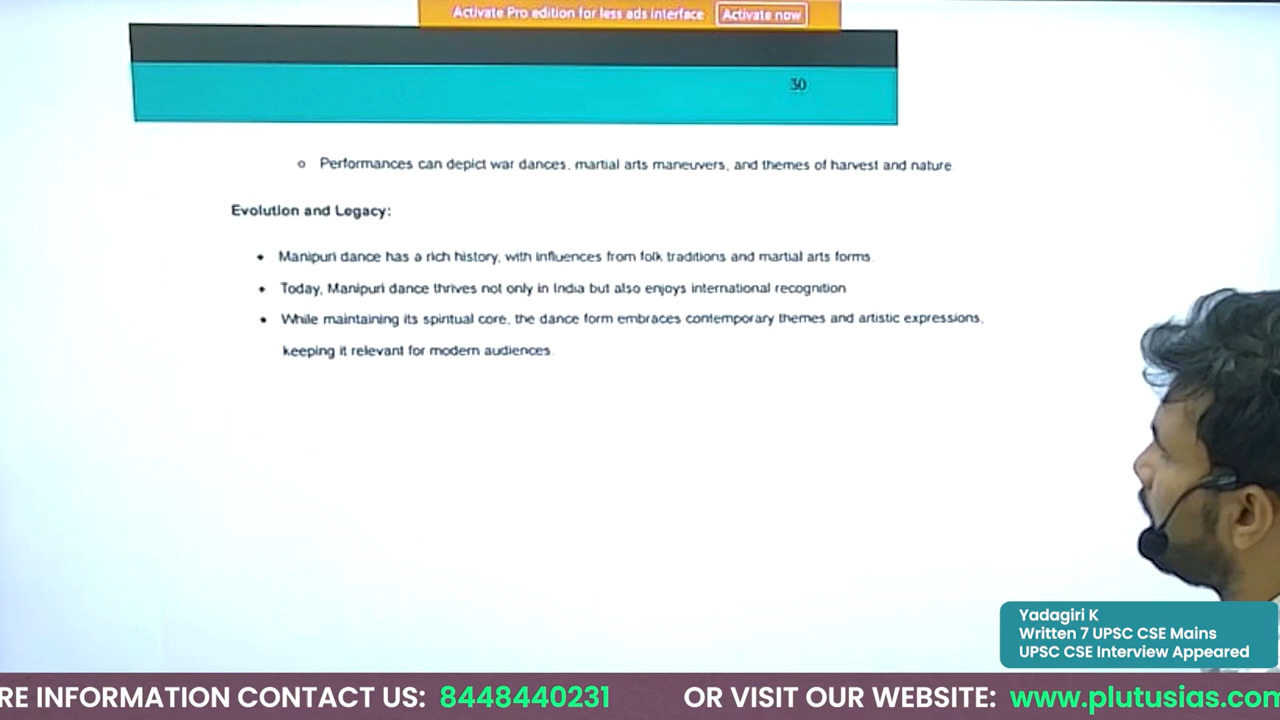 Activate Pro edition for less ads interface Activate now
30
o Performances can depict war dances, martial arts maneuvers, and themes of harvest and nature
Evolution and Legacy:
• Manipuri dance has a rich history, with influences from folk traditions and martial arts forms.
• Today, Manipuri dance thrives not only in India but also enjoys international recognition
• While maintaining its spiritual core, the dance form embraces contemporary themes and artistic expressions,
keeping it relevant for modern audiences.
Yadagiri K
Written 7 UPSC CSE Mains
UPSC CSE Interview Appeared
RE INFORMATION CONTACT US: 8448440231 OR VISIT OUR WEBSITE: www.plutusias.con